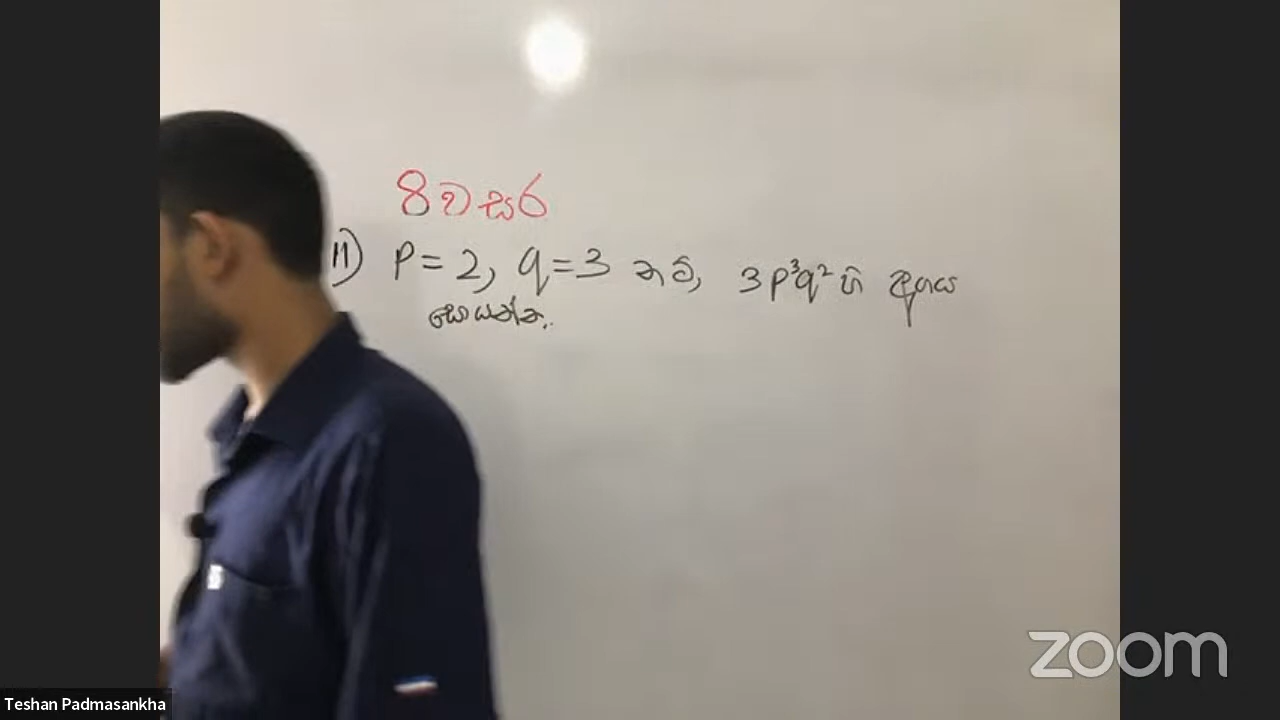 8 වසර
11) P = 2, q = 3 නම්, 3p³q² හි අගය
සොයන්න.
zoom
Teshan Padmasankha